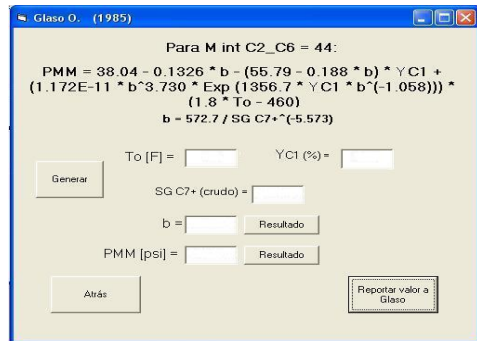 Glaso O. (1985)
Para M int C2_C6 = 44:
PMM = 38.04 - 0.1326 * b - (55.79 - 0.188 * b) * YC1 +
(1.172E-11 * b^3.730 * Exp (1356.7 * YC1 * b^(-1.058))) *
(1.8 * To - 460)
b = 572.7 / SG C7+^(-5.573)
To [F] =
YC1 (%) =
Generar
SG C7+ (crudo) =
b =
Resultado
PMM [psi] =
Resultado
Atrás
Reportar valor a
Glaso